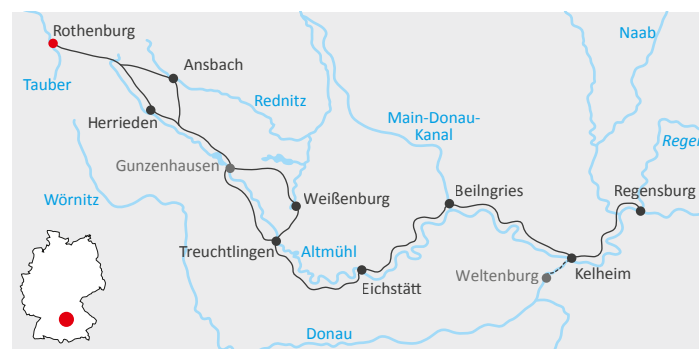 Rothenburg
Naab
Ansbach
Tauber
Rednitz
Main-Donau-
Kanal
Herrieden
Regen
Gunzenhausen
Beilngries
Regensburg
Wörnitz
Weißenburg
Treuchtlingen
Altmühl
Weltenburg
Kelheim
Eichstätt
Donau